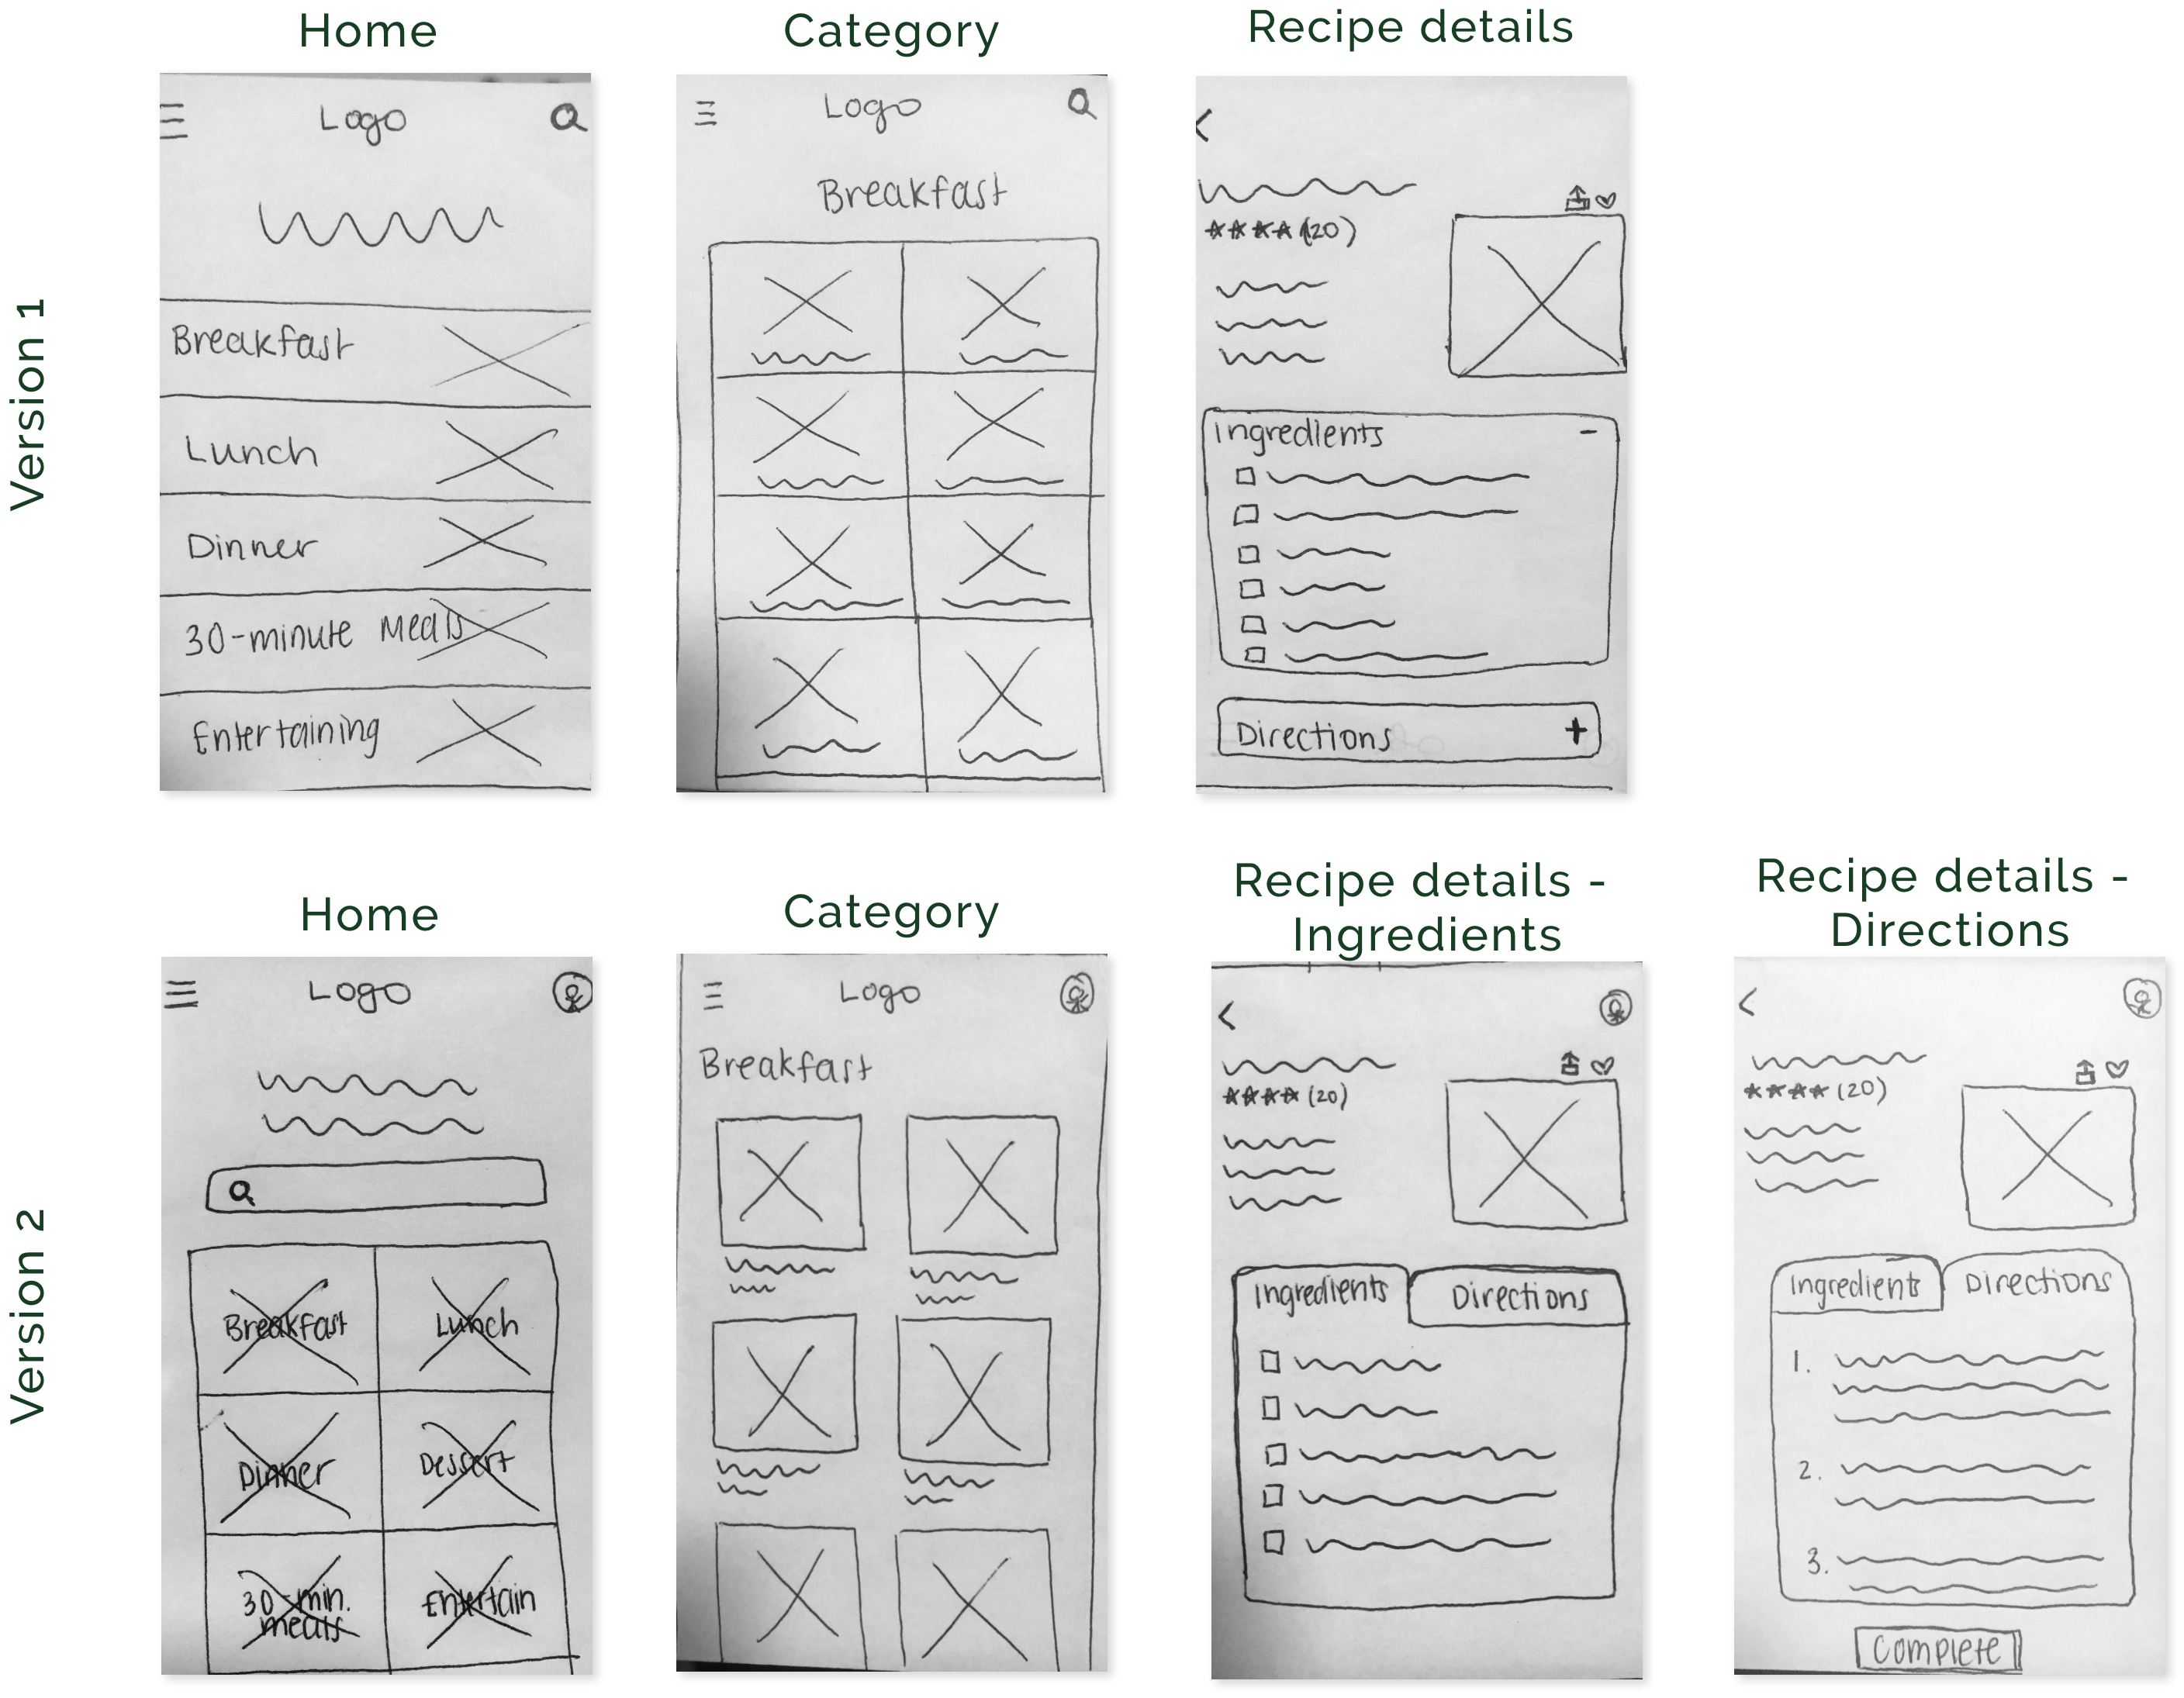 Home
Category
Recipe details
Version 1
Logo
Breakfast
Lunch
Dinner
30-minute Meals
Entertaining
Logo
Breakfast
(20)
Ingredients
Directions
Version 2
Home
Category
Recipe details -
Ingredients
Recipe details -
Directions
Logo
Breakfast
Lunch
Dinner
Dessert
30-min.
meals
Entertain
Logo
Breakfast
(20)
Ingredients
Directions
(20)
Ingredients
Directions
1.
2.
3.
Complete